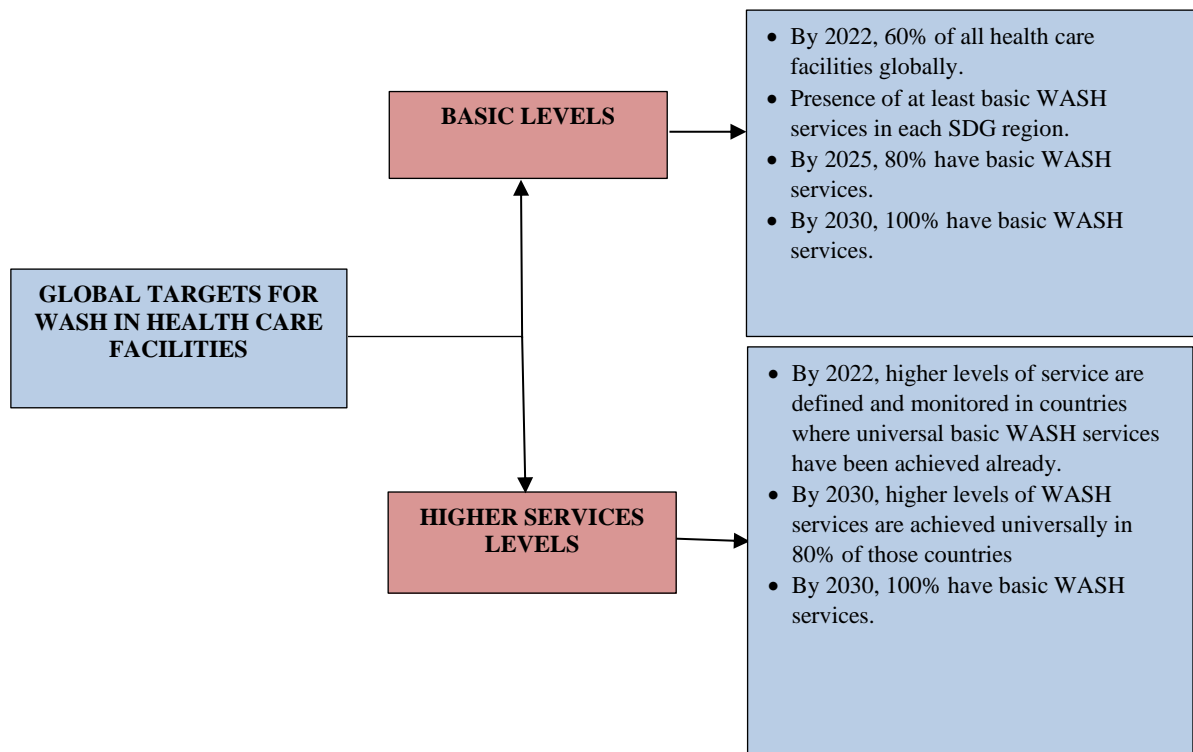 GLOBAL TARGETS FOR
WASH IN HEALTH CARE
FACILITIES
BASIC LEVELS
• By 2022, 60% of all health care
facilities globally.
• Presence of at least basic WASH
services in each SDG region.
• By 2025, 80% have basic WASH
services.
• By 2030, 100% have basic WASH
services.
HIGHER SERVICES
LEVELS
• By 2022, higher levels of service are
defined and monitored in countries
where universal basic WASH services
have been achieved already.
• By 2030, higher levels of WASH
services are achieved universally in
80% of those countries
• By 2030, 100% have basic WASH
services.